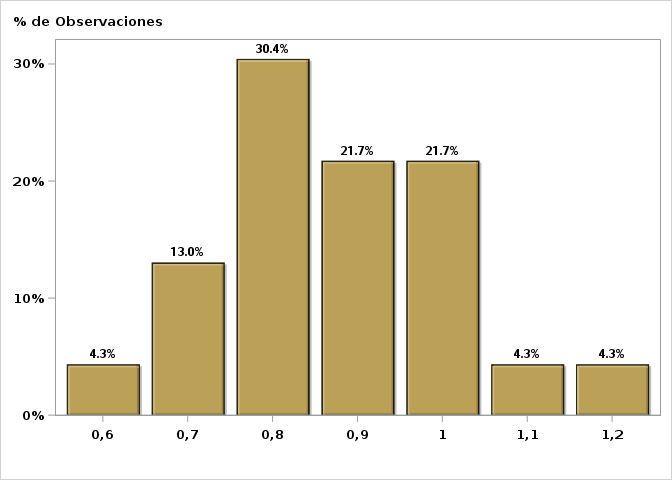 % de Observaciones
30.4%
30%
21.7% 21.7%
20%
13.0%
10%
4.3% 4.3% 4.3%
0%
0,6 0,7 0,8 0,9 1 1,1 1,2